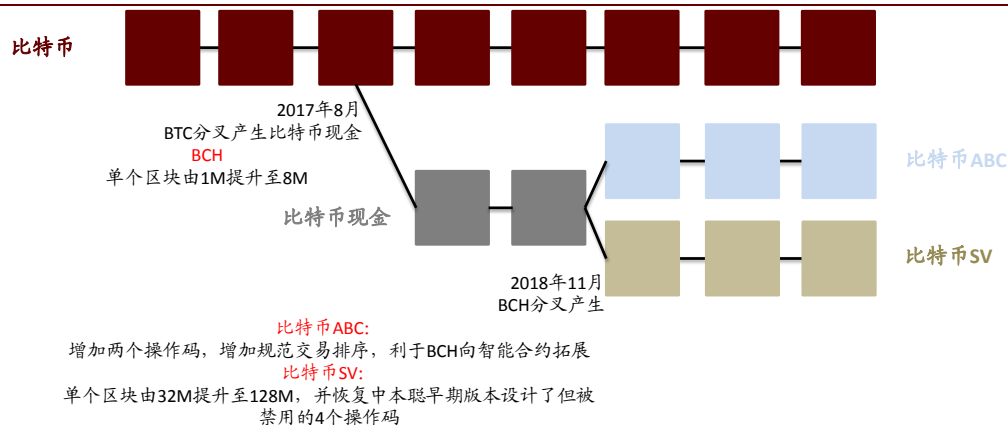 比特币
2017年8月
BTC分叉产生比特币现金
BCH
单个区块由1M提升至8M
比特币现金
比特币ABC
比特币SV
2018年11月
BCH分叉产生
比特币ABC:
增加两个操作码，增加规范交易排序，利于BCH向智能合约拓展
比特币SV:
单个区块由32M提升至128M，并恢复中本聪早期版本设计了但被
禁用的4个操作码